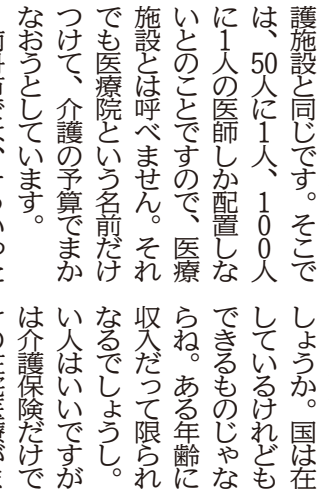 護施設と同じです。そこで
は、50人に1人、100人
に1人の医師しか配置しな
いとのことですので、医療
施設とは呼べません。それ
でも医療院という名前だけ
つけて、介護の予算でまか
なおうとしています。
しょうか。国は在
しているけれども
できるものじゃな
らね。ある年齢に
収入だって限られ
なるでしょうし。
い人はいいですが
は介護保険だけで